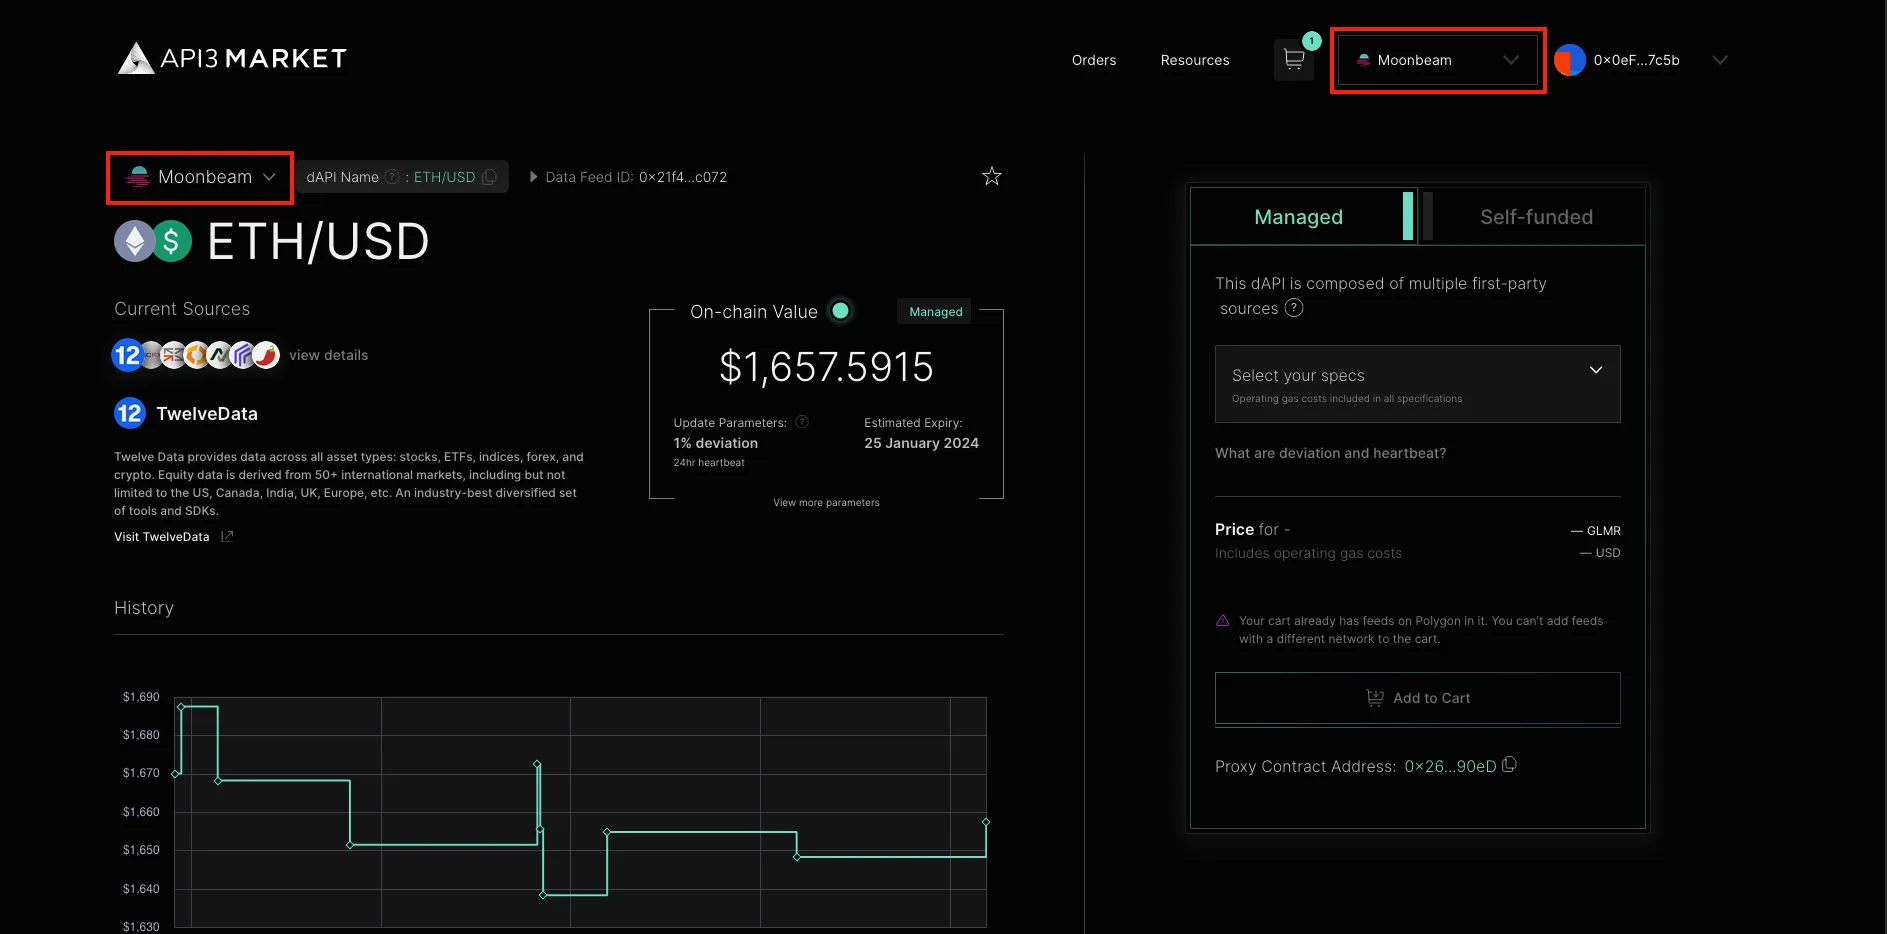 API3 MARKET
Orders
Resources
1
Moonbeam
0x0eF...7c5b
Moonbeam
dAPI Name ? : ETH/USD
Data Feed ID: 0x21f4...c072
ETH/USD
Current Sources
12
view details
12 TwelveData
Twelve Data provides data across all asset types: stocks, ETFs, indices, forex, and
crypto. Equity data is derived from 50+ international markets, including but not
limited to the US, Canada, India, UK, Europe, etc. An industry-best diversified set
of tools and SDKs.
Visit TwelveData
On-chain Value
Managed
$1,657.5915
Update Parameters: ?
1% deviation
24hr heartbeat
Estimated Expiry:
25 January 2024
View more parameters
History
$1,690
$1,680
$1,670
$1,660
$1,650
$1,640
$1,630
Managed
Self-funded
This dAPI is composed of multiple first-party
sources ?
Select your specs
Operating gas costs included in all specifications
What are deviation and heartbeat?
Price for -
— GLMR
Includes operating gas costs
— USD
Your cart already has feeds on Polygon in it. You can't add feeds
with a different network to the cart.
Add to Cart
Proxy Contract Address: 0x26...90eD